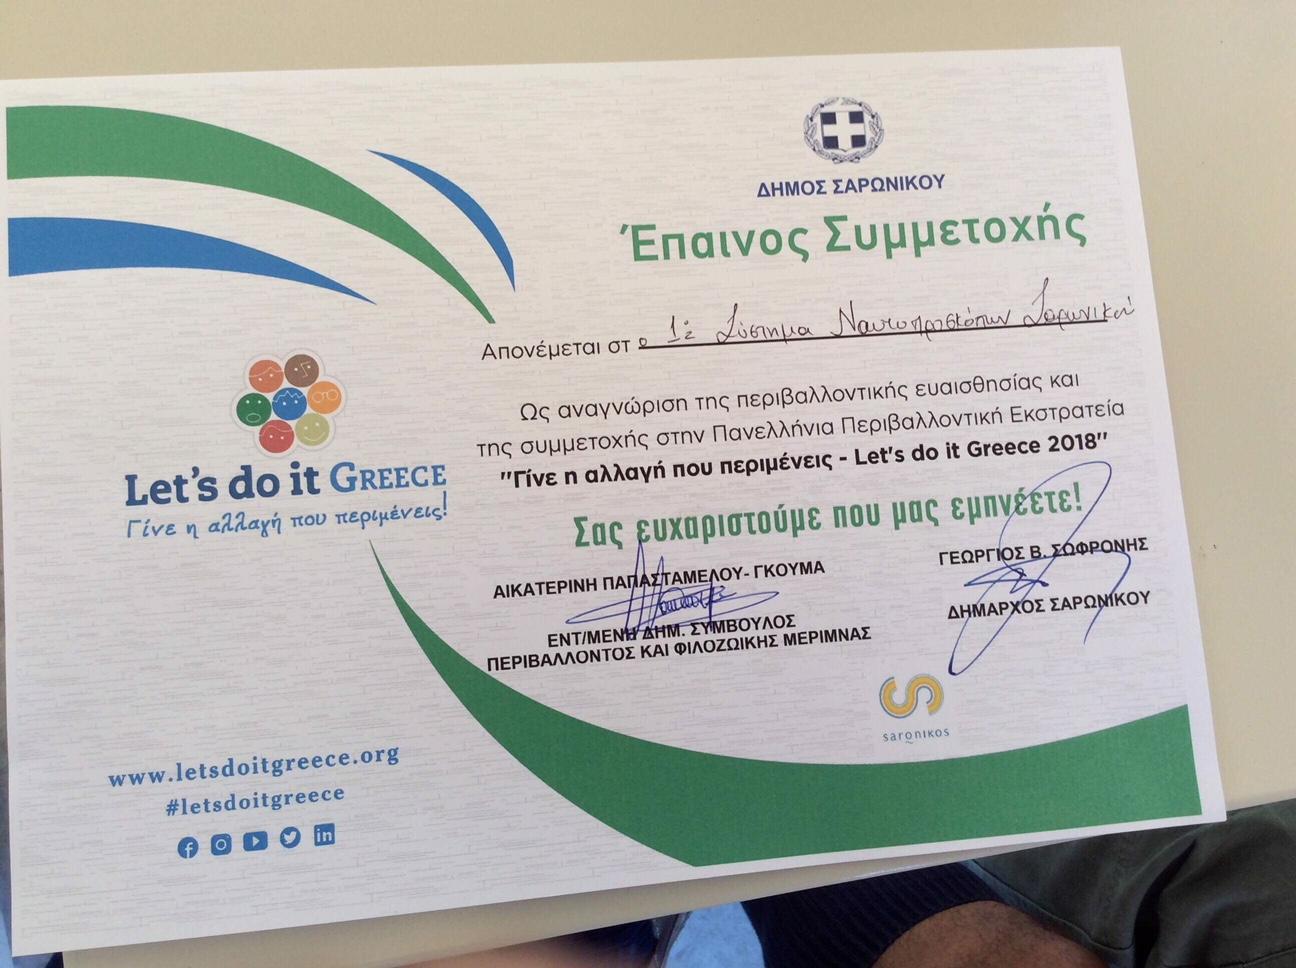 ΔΗΜΟΣ ΣΑΡΩΝΙΚΟΥ
Έπαινος Συμμετοχής
Απονέμεται στ ο 1ο Σύστημα Ναυτοπροσκόπων Σαρωνικού
Ως αναγνώριση της περιβαλλοντικής ευαισθησίας και
της συμμετοχής στην Πανελλήνια Περιβαλλοντική Εκστρατεία
"Γίνε η αλλαγή που περιμένεις - Let's do it Greece 2018"
Σας ευχαριστούμε που μας εμπνέετε!
ΑΙΚΑΤΕΡΙΝΗ ΠΑΠΑΣΤΑΜΕΛΟΥ- ΓΚΟΥΜΑ
ΕΝΤ/ΜΕΝΗ ΔΗΜ. ΣΥΜΒΟΥΛΟΣ
ΠΕΡΙΒΑΛΛΟΝΤΟΣ ΚΑΙ ΦΙΛΟΖΩΙΚΗΣ ΜΕΡΙΜΝΑΣ
ΓΕΩΡΓΙΟΣ Β. ΣΩΦΡΟΝΗΣ
ΔΗΜΑΡΧΟΣ ΣΑΡΩΝΙΚΟΥ
saronikos
Let's do it GREECE
Γίνε η αλλαγή που περιμένεις!
www.letsdoitgreece.org
#letsdoitgreece